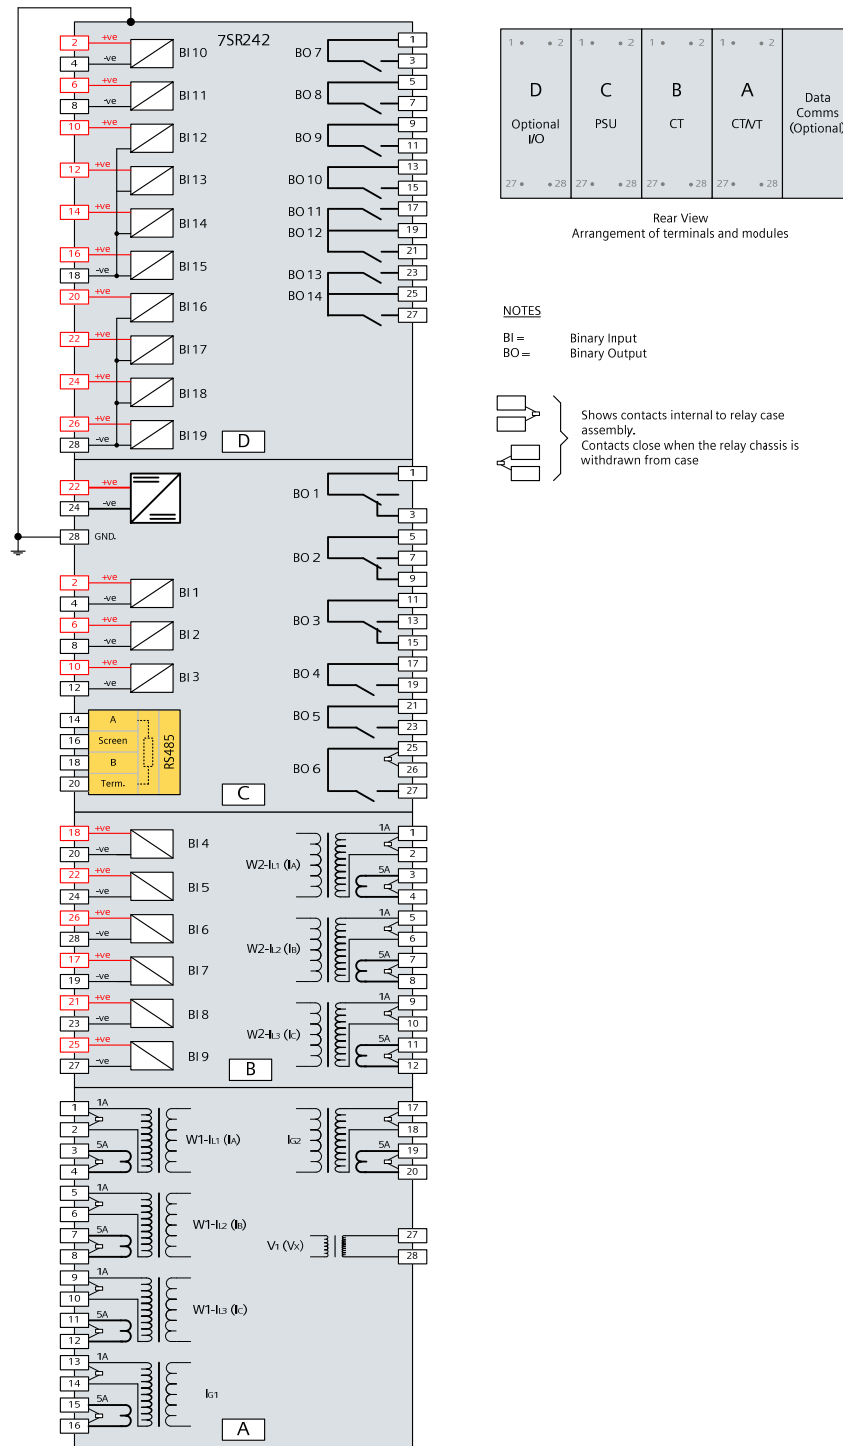 7SR242
2 +ve BI 10 BO 7 1
4 -ve 3
6 +ve BI 11 BO 8 5
8 -ve 7
10 +ve BI 12 BO 9 9
11
12 +ve BI 13 BO 10 13
15
14 +ve BI 14 BO 11 17
BO 12 19
16 +ve BI 15 21
18 -ve BO 13 23
20 +ve BI 16 BO 14 25
27
22 +ve BI 17
24 +ve BI 18
26 +ve BI 19
28 -ve D
22 +ve BO 1 1
24 -ve 3
28 GND. BO 2 5
7
9
2 +ve BI 1 BO 3 11
4 -ve 13
6 +ve BI 2 15
8 -ve
10 +ve BI 3 BO 4 17
12 -ve 19
14 A BO 5 21
16 Screen 23
18 B BO 6 25
20 Term. 26
RS485 27
C
18 +ve BI 4 W2-IL1 (IA) 1A 1
20 -ve 2
22 +ve BI 5 5A 3
24 -ve 4
26 +ve BI 6 W2-IL2 (IB) 1A 5
28 -ve 6
17 +ve BI 7 5A 7
19 -ve 8
21 +ve BI 8 W2-IL3 (IC) 1A 9
23 -ve 10
25 +ve BI 9 5A 11
27 -ve 12
B
1 1A W1-IL1 (IA) IG2 17
2 18
3 5A 5A 19
4 20
5 1A W1-IL2 (IB)
6
7 5A V1 (VX) 27
8 28
9 1A W1-IL3 (IC)
10
11 5A
12
13 1A IG1
14
15 5A
16
A
1 2 1 2 1 2 1 2
D C B A Data
Optional PSU CT CT/VT Comms
I/O (Optional)
27 28 27 28 27 28 27 28
Rear View
Arrangement of terminals and modules
NOTES
BI = Binary Input
BO = Binary Output
Shows contacts internal to relay case
assembly.
Contacts close when the relay chassis is
withdrawn from case